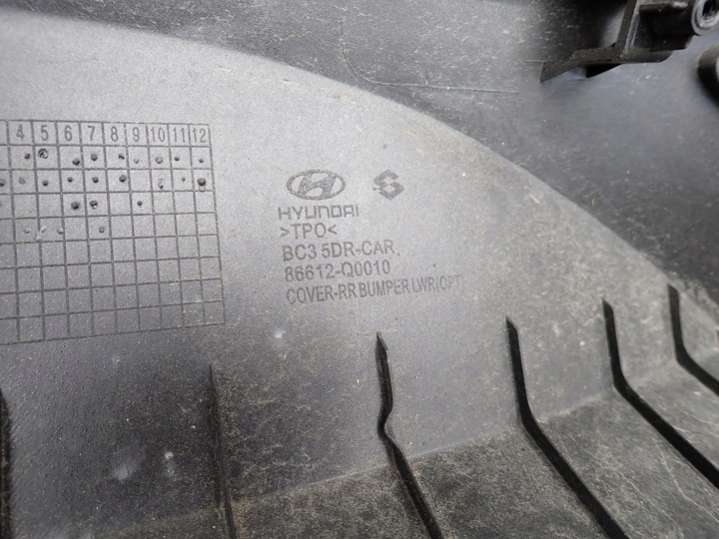 4 5 6 7 8 9 10 11 12
HYUNDAI
>TPO<
BC3 5DR-CAR,
86612-Q0010
COVER-RR BUMPER LWR(OPT)